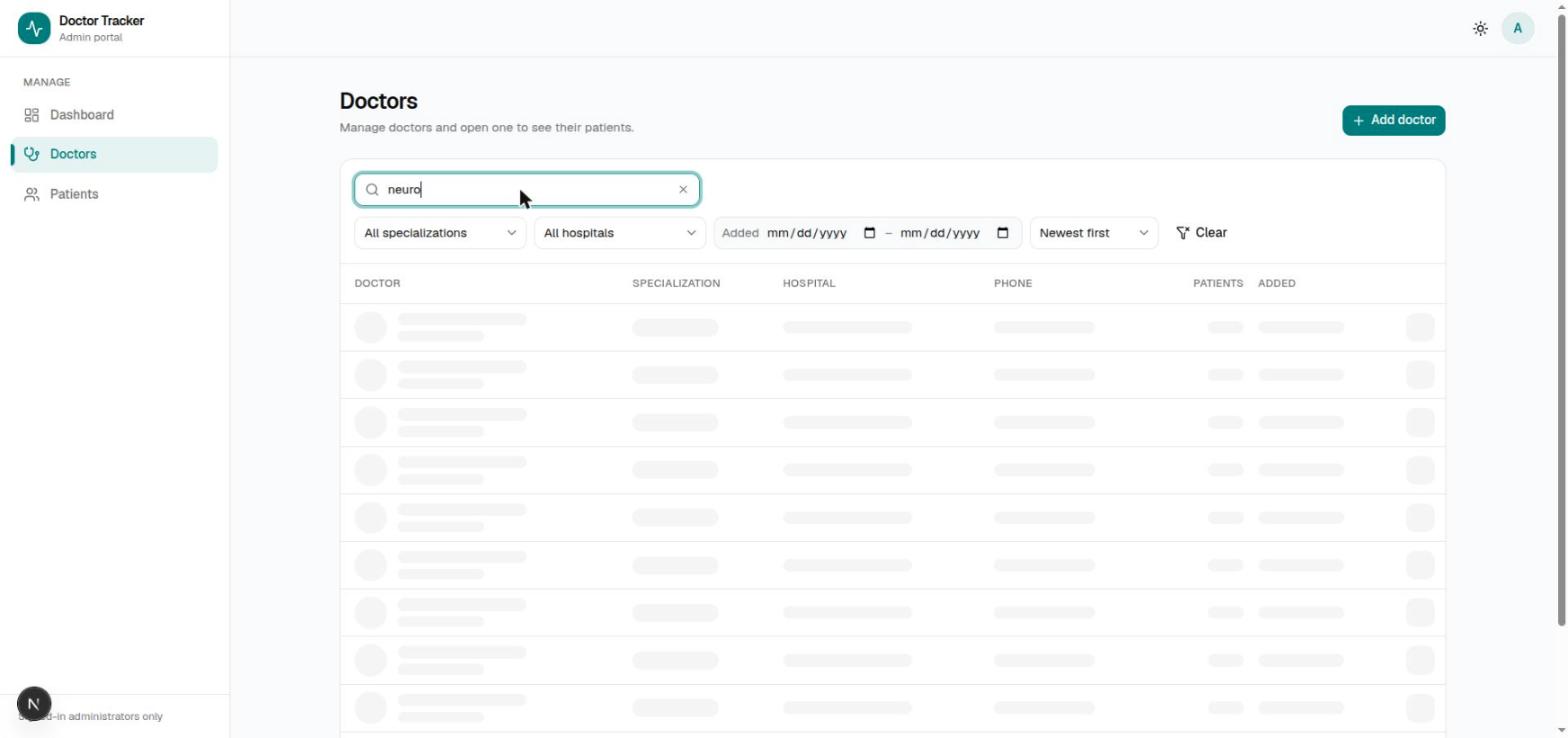 Doctor Tracker
Admin portal
A
MANAGE
Dashboard
Doctors
Patients
Doctors
Manage doctors and open one to see their patients.
+ Add doctor
neuro
All specializations
All hospitals
Added mm/dd/yyyy – mm/dd/yyyy
Newest first
Clear
DOCTOR SPECIALIZATION HOSPITAL PHONE PATIENTS ADDED
N
-in administrators only